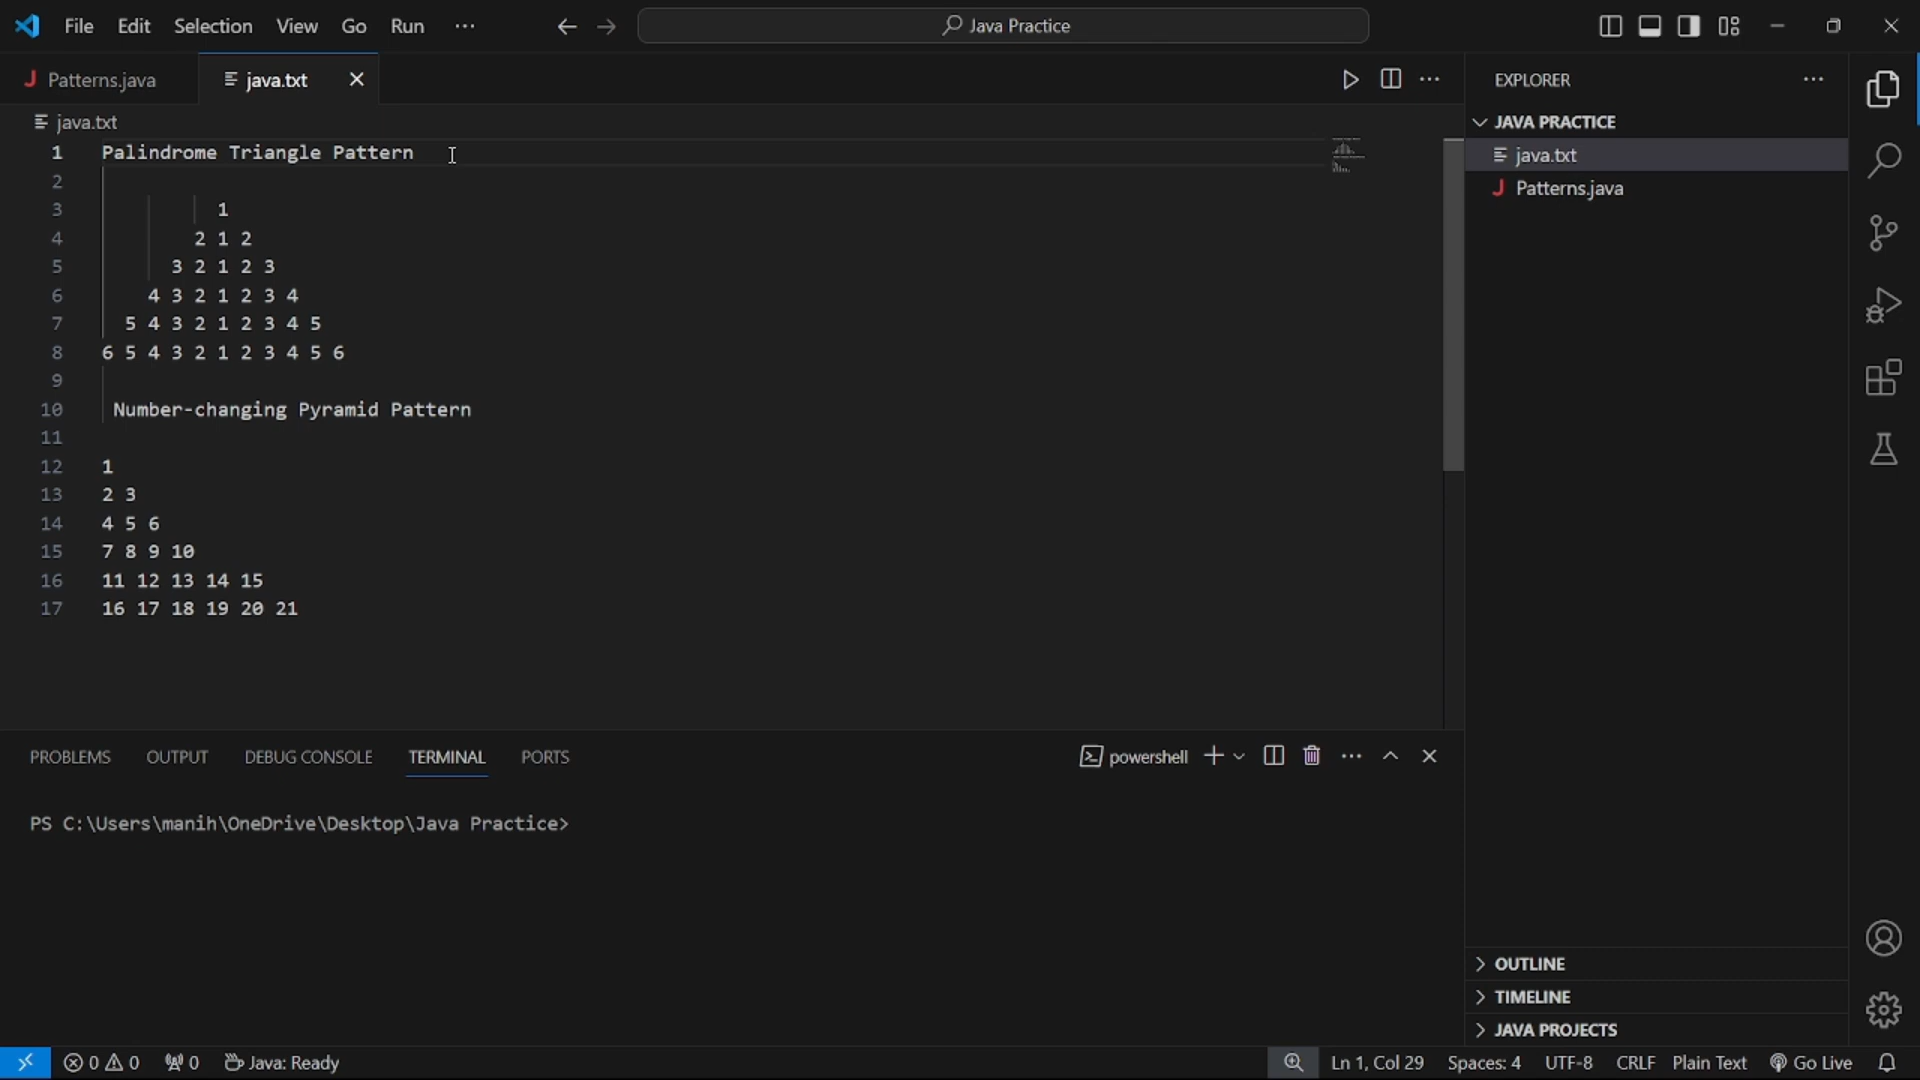 File Edit Selection View Go Run ··· Java Practice
Patterns.java java.txt
java.txt
1 Palindrome Triangle Pattern
2
3 1
4 2 1 2
5 3 2 1 2 3
6 4 3 2 1 2 3 4
7 5 4 3 2 1 2 3 4 5
8 6 5 4 3 2 1 2 3 4 5 6
9
10 Number-changing Pyramid Pattern
11
12 1
13 2 3
14 4 5 6
15 7 8 9 10
16 11 12 13 14 15
17 16 17 18 19 20 21
EXPLORER
JAVA PRACTICE
java.txt
Patterns.java
OUTLINE
TIMELINE
JAVA PROJECTS
PROBLEMS OUTPUT DEBUG CONSOLE TERMINAL PORTS powershell
PS C:\Users\manih\OneDrive\Desktop\Java Practice>
0 0 0 Java: Ready Ln 1, Col 29 Spaces: 4 UTF-8 CRLF Plain Text Go Live